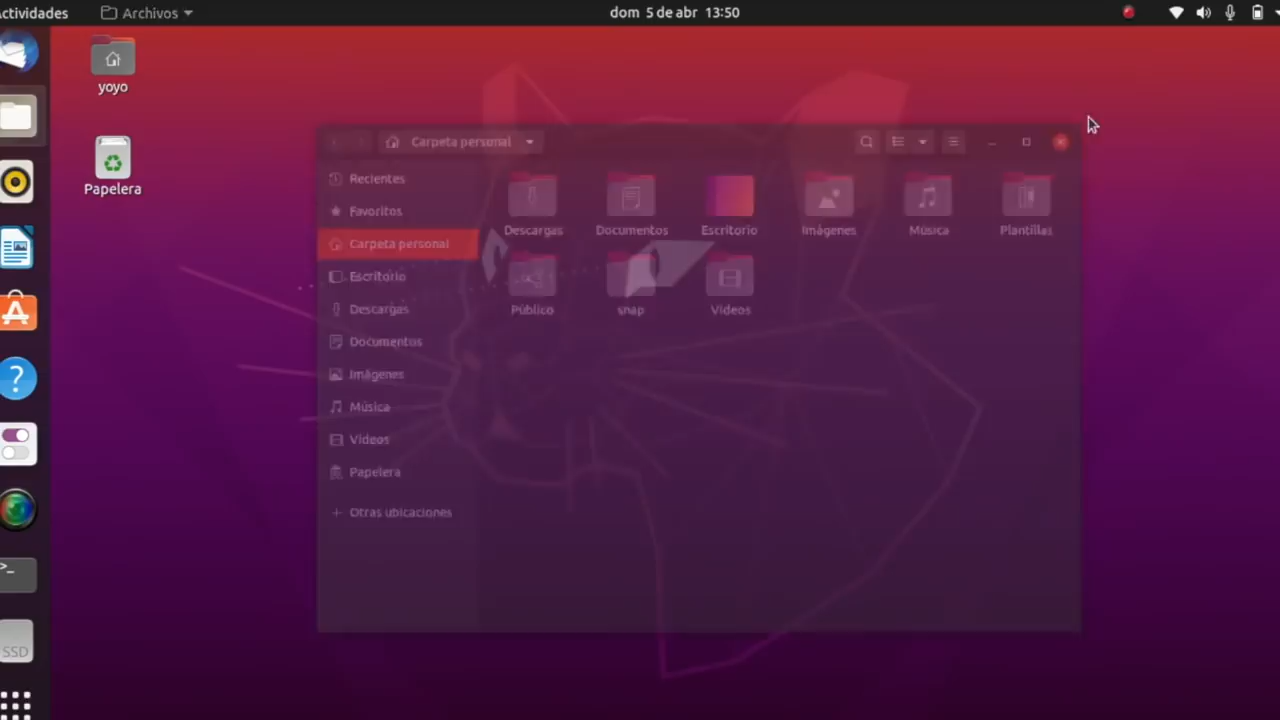 ctividades Archivos dom 5 de abr 13:50
yoyo
Papelera
Carpeta personal
Recientes
Favoritos
Carpeta personal
Escritorio
Descargas
Documentos
Imágenes
Música
Vídeos
Papelera
Otras ubicaciones
Descargas Documentos Escritorio Imágenes Música Plantillas
Público snap Vídeos
?
>_
SSD